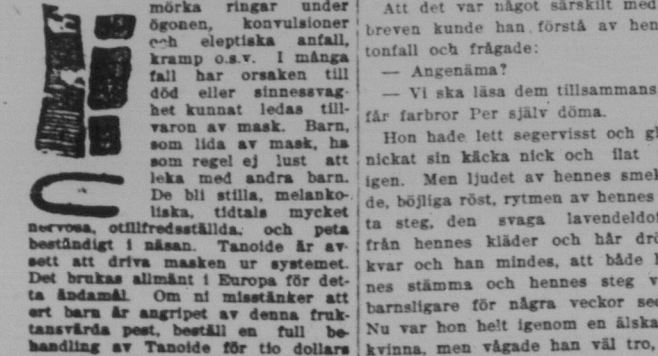 mörka ringar under
ögonen, konvulsioner
och eleptiska anfall,
kramp o.s.v. I många
fall har orsaken till
död eller sinnessvag-
het kunnat ledas till-
varon av mask. Barn,
som lida av mask, ha
som regel ej lust att
leka med andra barn.
De bli stilla, melanko-
liska, tidtals mycket
nervösa, otillfredsställda, och peta
beständigt i näsan. Tanoide är av-
sett att driva masken ur systemet.
Det brukas allmänt i Europa för det-
ta ändamål. Om ni misstänker att
ert barn är angripet av denna fruk-
tansvärda pest, beställ en full be-
handling av Tanoide för tio dollars
Att det var något särskilt med
breven kunde han förstå av hen
tonfall och frågade:
— Angenäma?
— Vi ska läsa dem tillsammans
får farbror Per själv döma.
Hon hade lett segervisst och gl
nickat sin käcka nick och ilat
igen. Men ljudet av hennes smek
de, böjliga röst, rytmen av hennes
ta steg, den svaga lavendeldof
från hennes kläder och hår drö
kvar och han mindes, att både h
nes stämma och hennes steg v
barnsligare för några veckor sed
Nu var hon helt igenom en älska
kvinna, men vågade han väl tro,